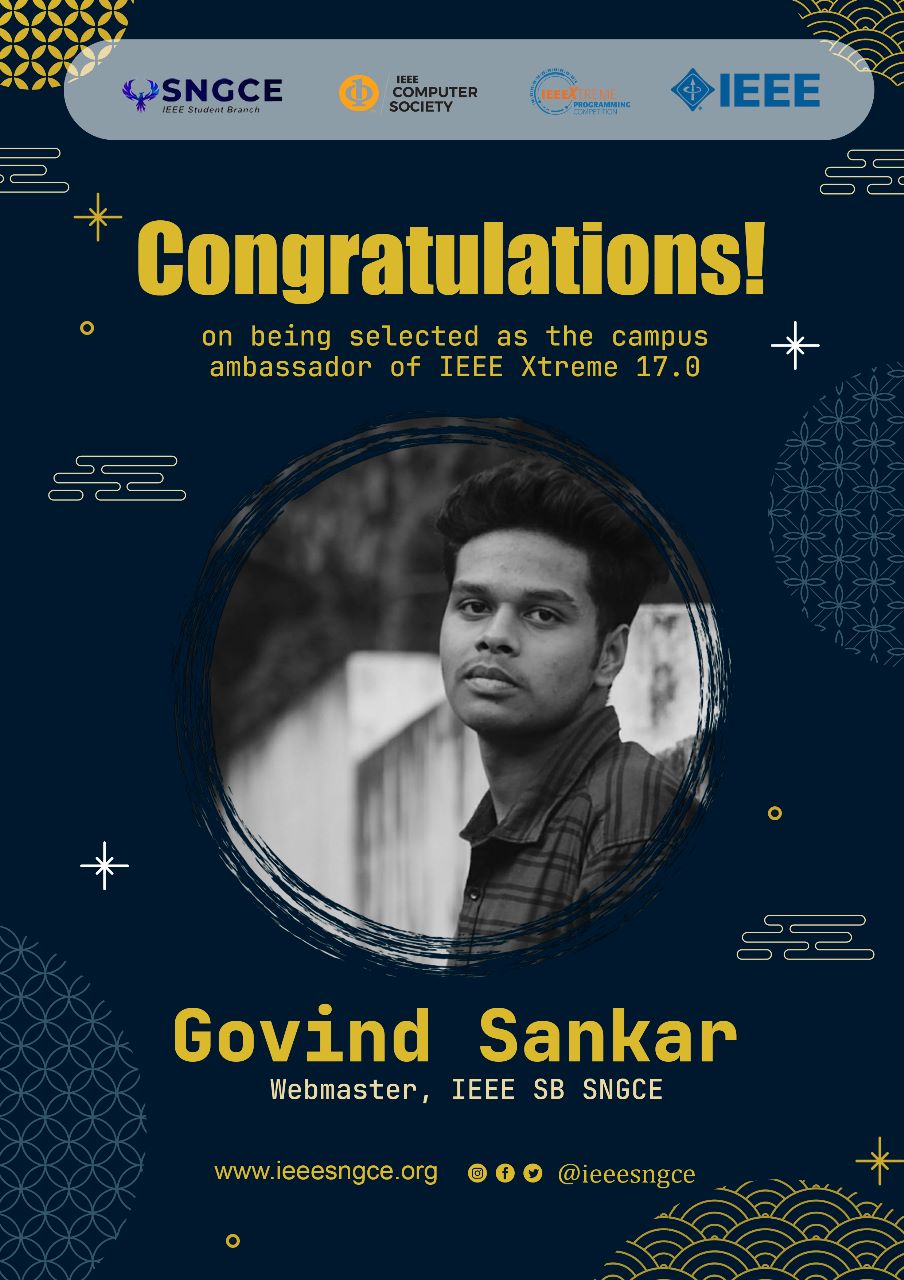 SNGCE
IEEE Student Branch
IEEE
COMPUTER
SOCIETY
IEEEXTREME
PROGRAMMING
COMPETITION
IEEE
Congratulations!
on being selected as the campus
ambassador of IEEE Xtreme 17.0
Govind Sankar
Webmaster, IEEE SB SNGCE
www.ieeesngce.org @ieeesngce